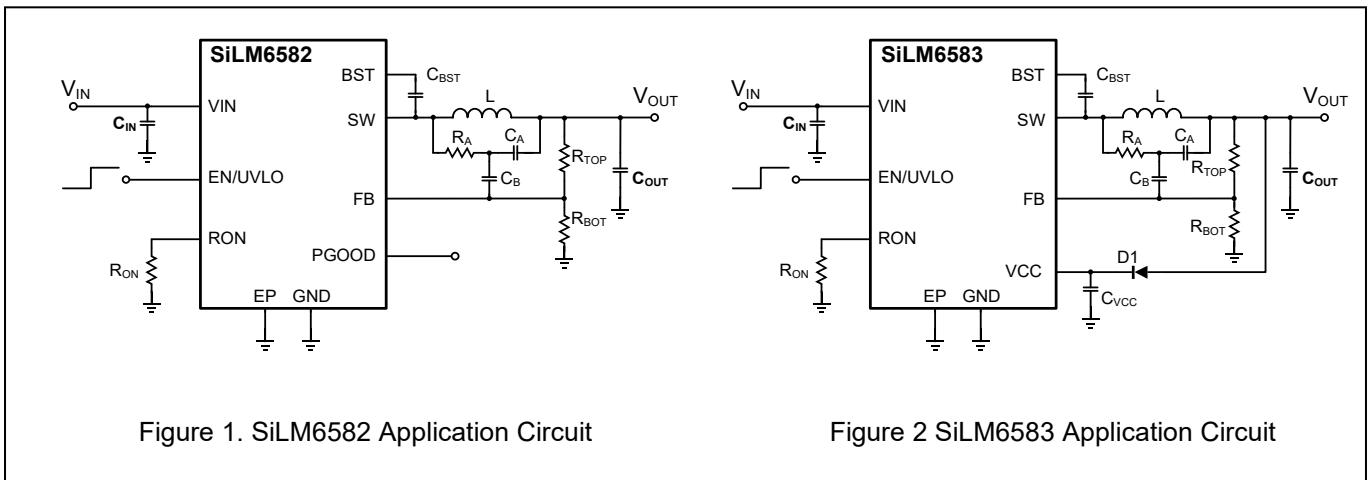 SiLM6582
BST
C_BST
L
V_IN
V_OUT
VIN
C_IN
SW
R_A
C_A
R_TOP
C_B
C_OUT
EN/UVLO
FB
R_BOT
RON
R_ON
PGOOD
EP
GND
Figure 1. SiLM6582 Application Circuit
SiLM6583
BST
C_BST
L
V_IN
V_OUT
VIN
C_IN
SW
R_A
C_A
R_TOP
C_B
C_OUT
EN/UVLO
FB
R_BOT
RON
R_ON
D1
VCC
C_VCC
EP
GND
Figure 2 SiLM6583 Application Circuit